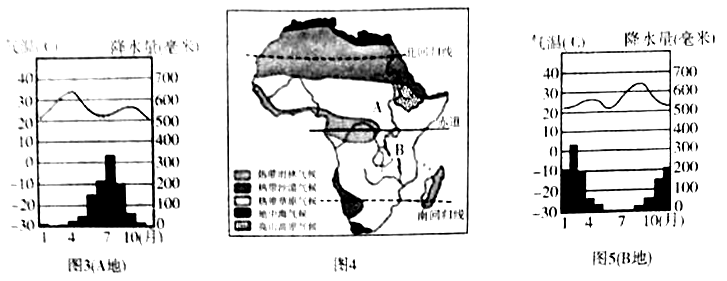 气温(℃) 降水量(毫米)
40
30
20
10
0
-10
-20
-30
700
600
500
400
300
200
100
0
1 4 7 10(月)
图3(A地)
北回归线
A
赤道
B
热带雨林气候
热带沙漠气候
热带草原气候
地中海气候
高山高原气候
南回归线
图4
气温(℃) 降水量(毫米)
40
30
20
10
0
-10
-20
-30
700
600
500
400
300
200
100
0
1 4 7 10(月)
图5(B地)